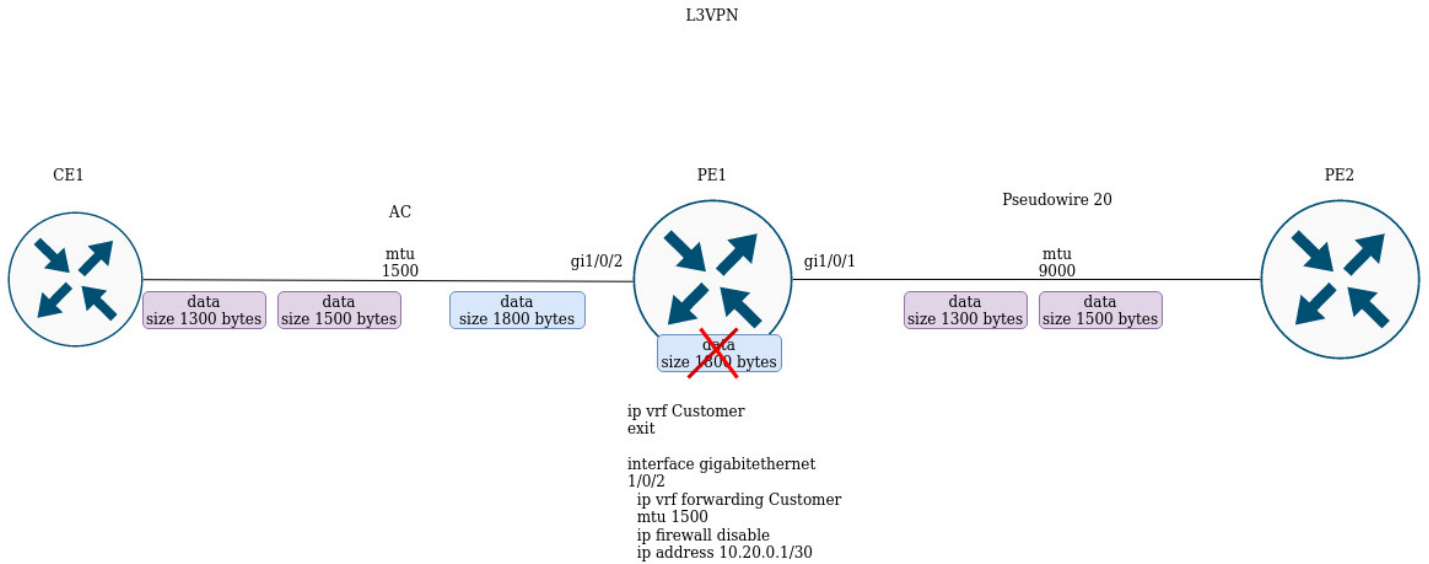 L3VPN
CE1
PE1
PE2
AC
Pseudowire 20
mtu
1500
gi1/0/2
gi1/0/1
mtu
9000
data
size 1300 bytes
data
size 1500 bytes
data
size 1800 bytes
data
size 1300 bytes
data
size 1500 bytes
data
size 1800 bytes
ip vrf Customer
exit
interface gigabitethernet
1/0/2
ip vrf forwarding Customer
mtu 1500
ip firewall disable
ip address 10.20.0.1/30